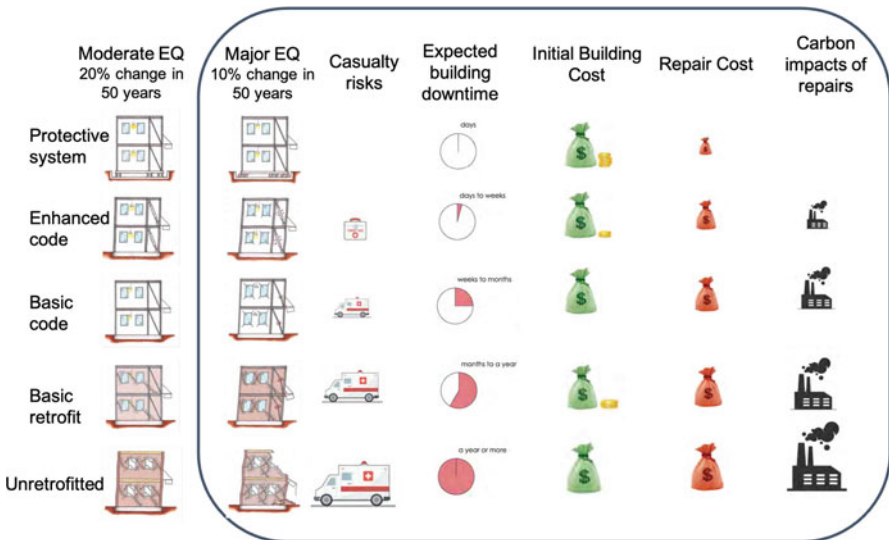 Moderate EQ
20% change in
50 years
Major EQ
10% change in
50 years
Casualty
risks
Expected
building
downtime
Initial Building
Cost
Repair Cost
Carbon
impacts of
repairs
Protective
system
days
$
$
Enhanced
code
days to weeks
$
$
Basic
code
weeks to months
$
$
Basic
retrofit
months to a year
$
$
Unretrofitted
a year or more
$
$